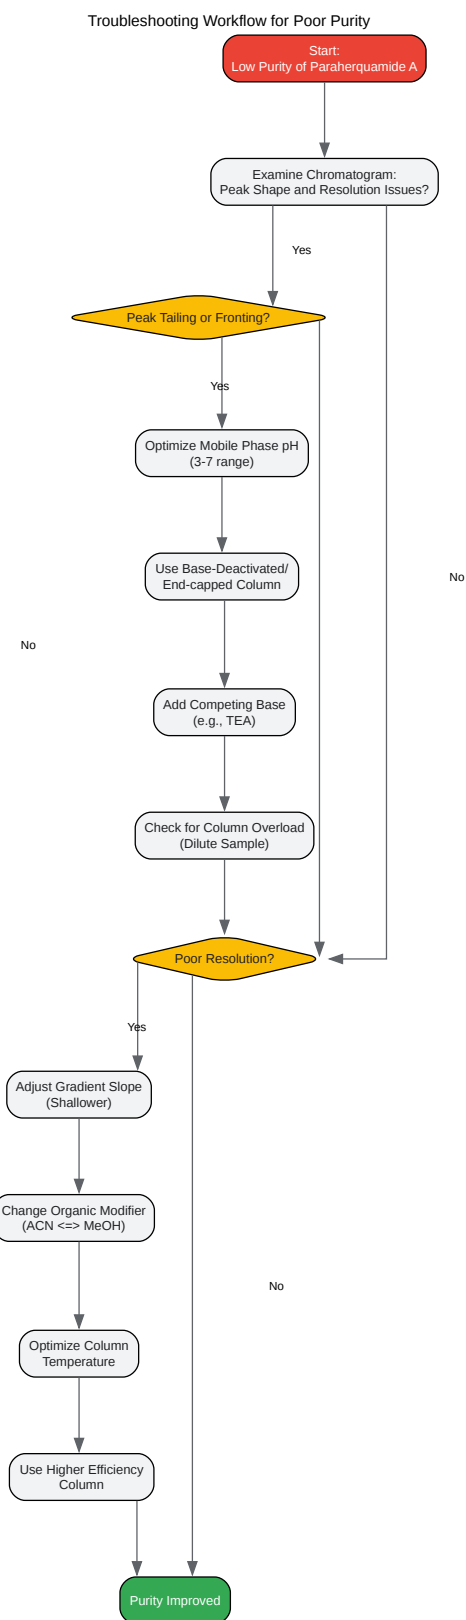 Troubleshooting Workflow for Poor Purity
Start:
Low Purity of Paraherquamide A
Examine Chromatogram:
Peak Shape and Resolution Issues?
Yes
Peak Tailing or Fronting?
Yes
Optimize Mobile Phase pH
(3-7 range)
Use Base-Deactivated/
End-capped Column
No
No
Add Competing Base
(e.g., TEA)
Check for Column Overload
(Dilute Sample)
Poor Resolution?
Yes
Adjust Gradient Slope
(Shallower)
Change Organic Modifier
(ACN <=> MeOH)
No
Optimize Column
Temperature
Use Higher Efficiency
Column
Purity Improved